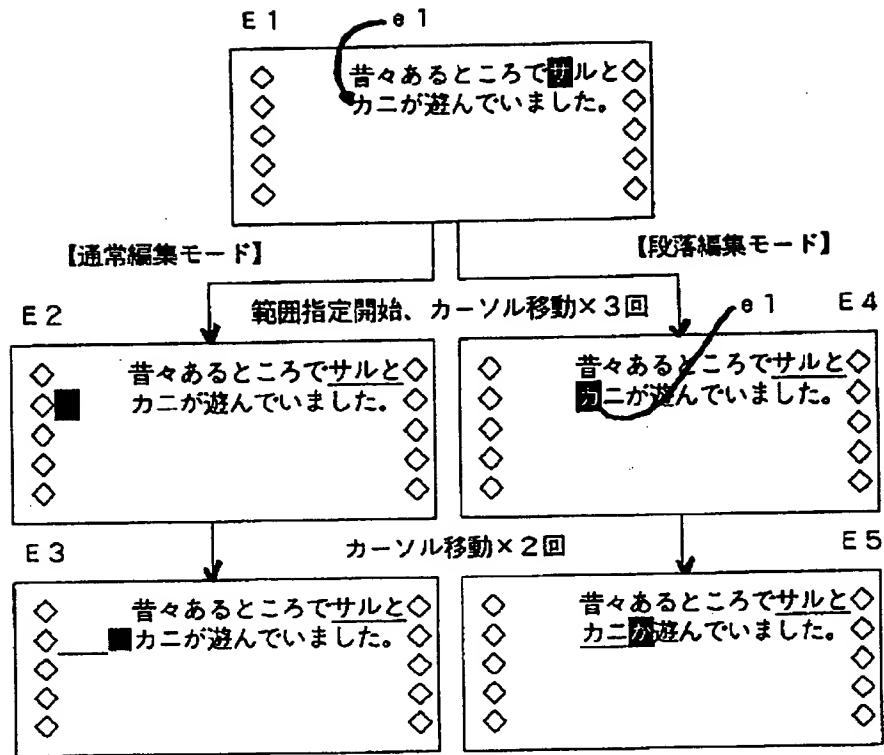 E1 e1
◇ 昔々あるところでサルと◇
◇ カニが遊んでいました。◇
◇ ◇
◇ ◇
◇ ◇
【通常編集モード】 【段落編集モード】
範囲指定開始、カーソル移動×3回
E2
◇ 昔々あるところでサルと◇
◇ カニが遊んでいました。◇
◇ ◇
◇ ◇
◇ ◇
e1 E4
◇ 昔々あるところでサルと◇
◇ カニが遊んでいました。◇
◇ ◇
◇ ◇
◇ ◇
カーソル移動×2回
E3
◇ 昔々あるところでサルと◇
◇ カニが遊んでいました。◇
◇ ◇
◇ ◇
◇ ◇
E5
◇ 昔々あるところでサルと◇
◇ カニが遊んでいました。◇
◇ ◇
◇ ◇
◇ ◇